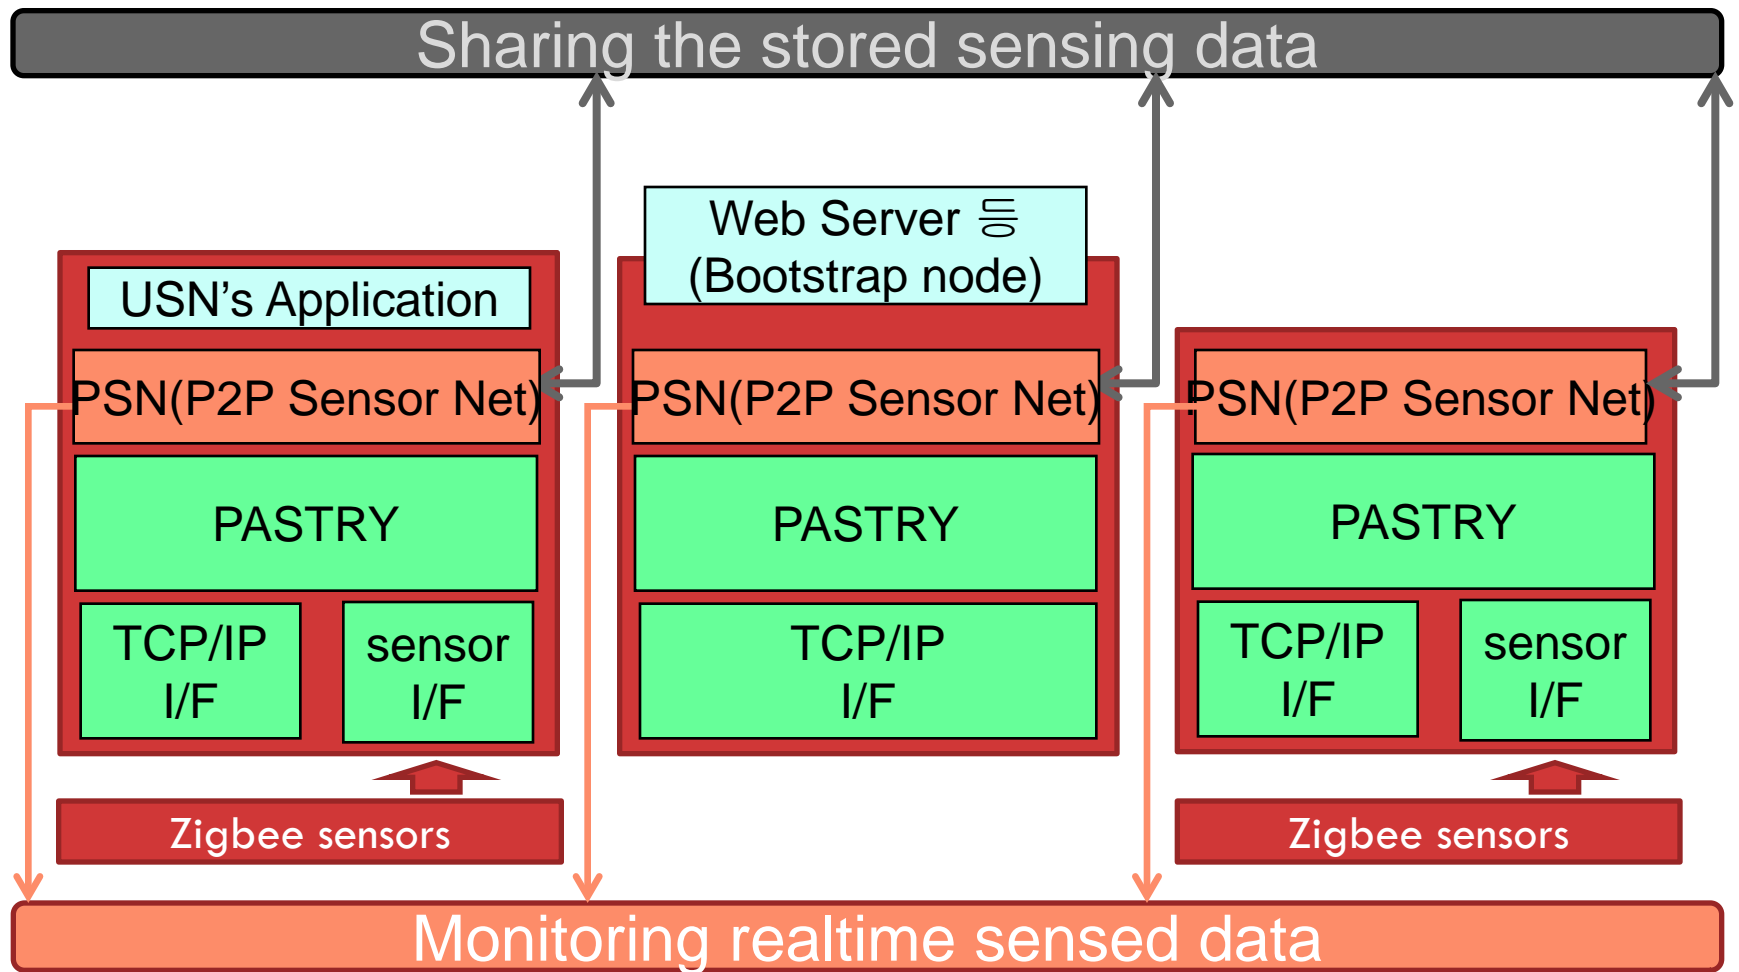 Sharing the stored sensing data
Web Server 등
(Bootstrap node)
USN's Application
PSN(P2P Sensor Net)
PSN(P2P Sensor Net)
PSN(P2P Sensor Net)
PASTRY
PASTRY
PASTRY
TCP/IP
I/F
sensor
I/F
TCP/IP
I/F
TCP/IP
I/F
sensor
I/F
Zigbee sensors
Zigbee sensors
Monitoring realtime sensed data